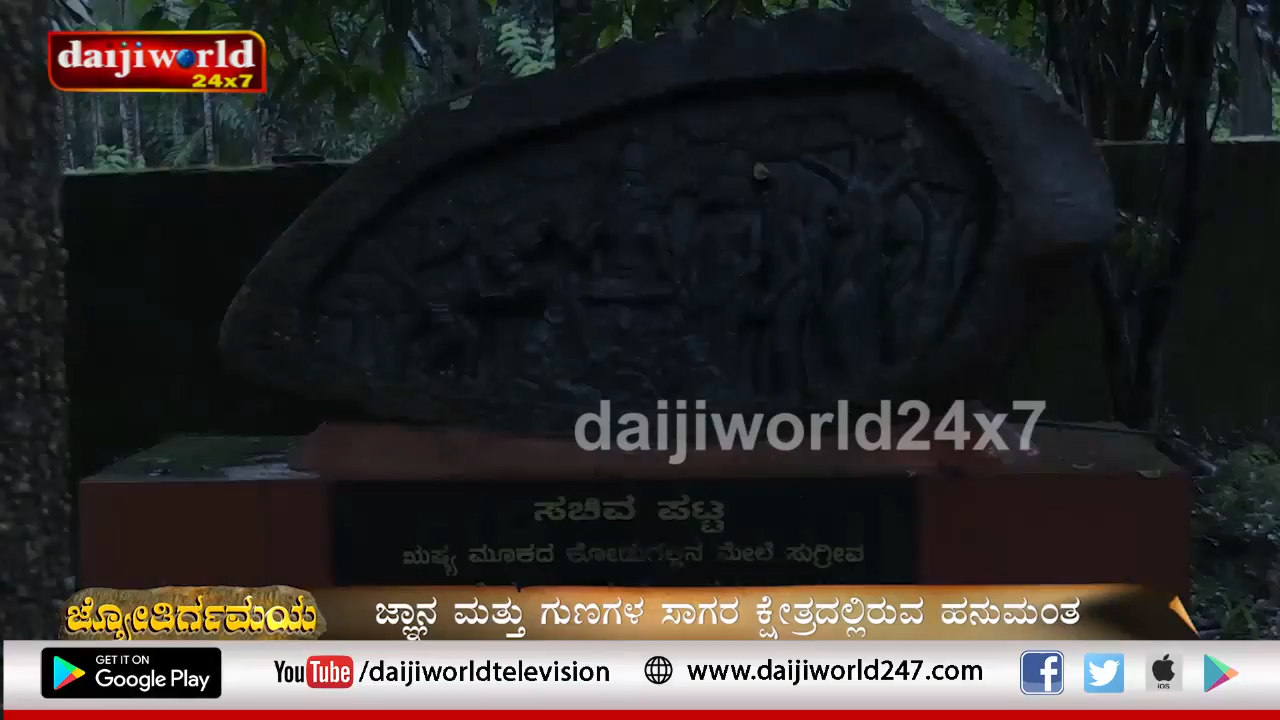 daijiworld
24x7
daijiworld24x7
ಸಚಿವ ಪಟ್ಟ
ಋಷ್ಯ ಮೂಕದ ಕೋಡುಗಲ್ಲಿನ ಮೇಲೆ ಸುಗ್ರೀವ
ಜ್ಯೋತಿರ್ಗಮಯ
ಜ್ಞಾನ ಮತ್ತು ಗುಣಗಳ ಸಾಗರ ಕ್ಷೇತ್ರದಲ್ಲಿರುವ ಹನುಮಂತ
GET IT ON
Google Play
YouTube /daijiworldtelevision
www.daijiworld247.com
iOS